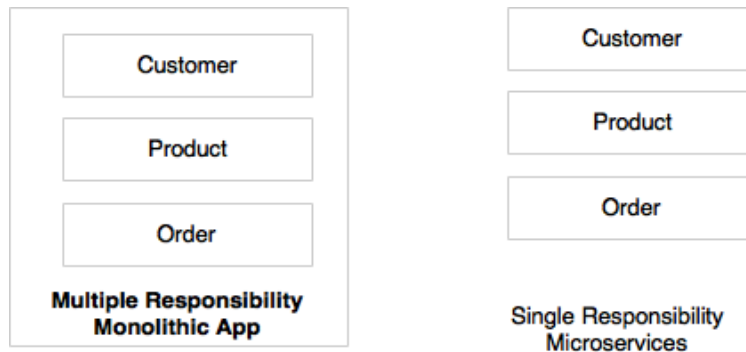 Customer
Product
Order
Multiple Responsibility
Monolithic App
Customer
Product
Order
Single Responsibility
Microservices